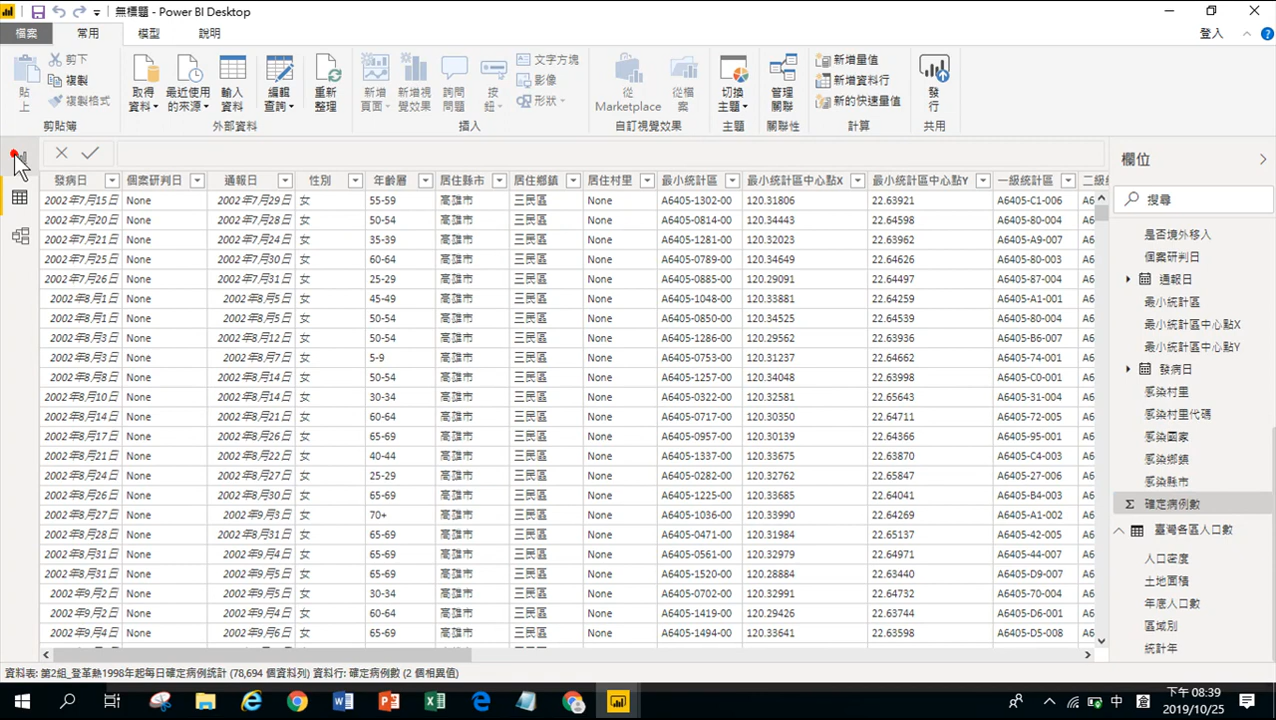 無標題 - Power BI Desktop
檔案 常用 模型 說明 登入
貼上 剪下 複製 複製格式 剪貼簿
取得資料 最近使用的來源 輸入資料 編輯查詢 重新整理 外部資料
新增頁面 新增視覺效果 詢問問題 按鈕 文字方塊 影像 形狀 插入
從 Marketplace 從檔案 自訂視覺效果
切換主題 主題
管理關聯 關聯性
新增量值 新增資料行 新的快速量值 計算
發行 共用
發病日 個案研判日 通報日 性別 年齡層 居住縣市 居住鄉鎮 居住村里 最小統計區 最小統計區中心點X 最小統計區中心點Y 一級統計區 二級
2002年7月15日 None 2002年7月29日 女 55-59 高雄市 三民區 None A6405-1302-00 120.31806 22.63921 A6405-C1-006 A6
2002年7月20日 None 2002年7月28日 女 50-54 高雄市 三民區 None A6405-0814-00 120.34443 22.64598 A6405-80-004 A6
2002年7月21日 None 2002年7月24日 女 35-39 高雄市 三民區 None A6405-1281-00 120.32023 22.63962 A6405-A9-007 A6
2002年7月25日 None 2002年7月30日 女 60-64 高雄市 三民區 None A6405-0789-00 120.34649 22.64626 A6405-80-003 A6
2002年7月26日 None 2002年7月31日 女 25-29 高雄市 三民區 None A6405-0885-00 120.29091 22.64497 A6405-87-004 A6
2002年8月1日 None 2002年8月5日 女 45-49 高雄市 三民區 None A6405-1048-00 120.33881 22.64259 A6405-A1-001 A6
2002年8月1日 None 2002年8月5日 女 50-54 高雄市 三民區 None A6405-0850-00 120.34525 22.64539 A6405-80-004 A6
2002年8月3日 None 2002年8月12日 女 50-54 高雄市 三民區 None A6405-1286-00 120.29562 22.63936 A6405-B6-007 A6
2002年8月3日 None 2002年8月7日 女 5-9 高雄市 三民區 None A6405-0753-00 120.31237 22.64662 A6405-74-001 A6
2002年8月8日 None 2002年8月14日 女 50-54 高雄市 三民區 None A6405-1257-00 120.34048 22.63998 A6405-C0-001 A6
2002年8月10日 None 2002年8月14日 女 30-34 高雄市 三民區 None A6405-0322-00 120.32581 22.65643 A6405-31-004 A6
2002年8月14日 None 2002年8月21日 女 60-64 高雄市 三民區 None A6405-0717-00 120.30350 22.64711 A6405-72-005 A6
2002年8月17日 None 2002年8月26日 女 65-69 高雄市 三民區 None A6405-0957-00 120.30139 22.64366 A6405-95-001 A6
2002年8月21日 None 2002年8月22日 女 40-44 高雄市 三民區 None A6405-1337-00 120.33675 22.63870 A6405-C4-003 A6
2002年8月24日 None 2002年8月27日 女 25-29 高雄市 三民區 None A6405-0282-00 120.32762 22.65847 A6405-27-006 A6
2002年8月26日 None 2002年8月30日 女 65-69 高雄市 三民區 None A6405-1225-00 120.33685 22.64041 A6405-B4-003 A6
2002年8月27日 None 2002年9月3日 女 70+ 高雄市 三民區 None A6405-1036-00 120.33990 22.64269 A6405-A1-002 A6
2002年8月28日 None 2002年8月31日 女 65-69 高雄市 三民區 None A6405-0471-00 120.31984 22.65137 A6405-42-005 A6
2002年8月31日 None 2002年9月4日 女 65-69 高雄市 三民區 None A6405-0561-00 120.32979 22.64971 A6405-44-007 A6
2002年8月31日 None 2002年9月5日 女 65-69 高雄市 三民區 None A6405-1520-00 120.28884 22.63440 A6405-D9-007 A6
2002年9月2日 None 2002年9月5日 女 30-34 高雄市 三民區 None A6405-0702-00 120.32991 22.64732 A6405-70-004 A6
2002年9月2日 None 2002年9月4日 女 60-64 高雄市 三民區 None A6405-1419-00 120.29426 22.63744 A6405-D6-001 A6
2002年9月4日 None 2002年9月6日 女 65-69 高雄市 三民區 None A6405-1494-00 120.33641 22.63598 A6405-D5-008 A6
欄位
搜尋
是否境外移入
個案研判日
通報日
最小統計區
最小統計區中心點X
最小統計區中心點Y
發病日
感染村里
感染村里代碼
感染國家
感染鄉鎮
感染縣市
Σ 確定病例數
臺灣各區人口數
人口密度
土地面積
年底人口數
區域別
統計年
資料表: 第2組_登革熱1998年起每日確定病例統計 (78,694 個資料列) 資料行: 確定病例數 (2 個相異值)
中 下午 08:39
2019/10/25